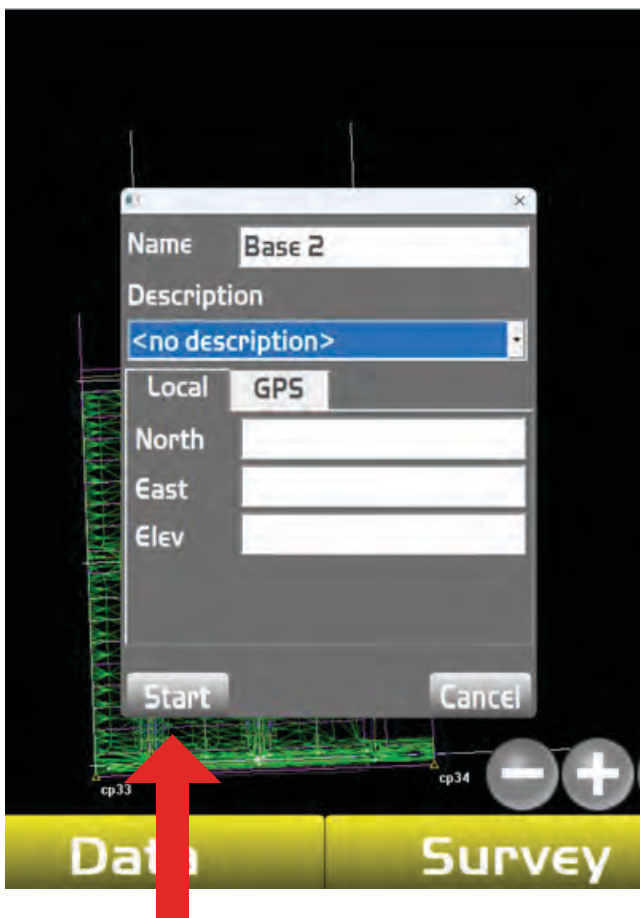 Name Base 2
Description
<no description>
Local GPS
North
East
Elev
Start Cancel
cp33 cp34
Data Survey